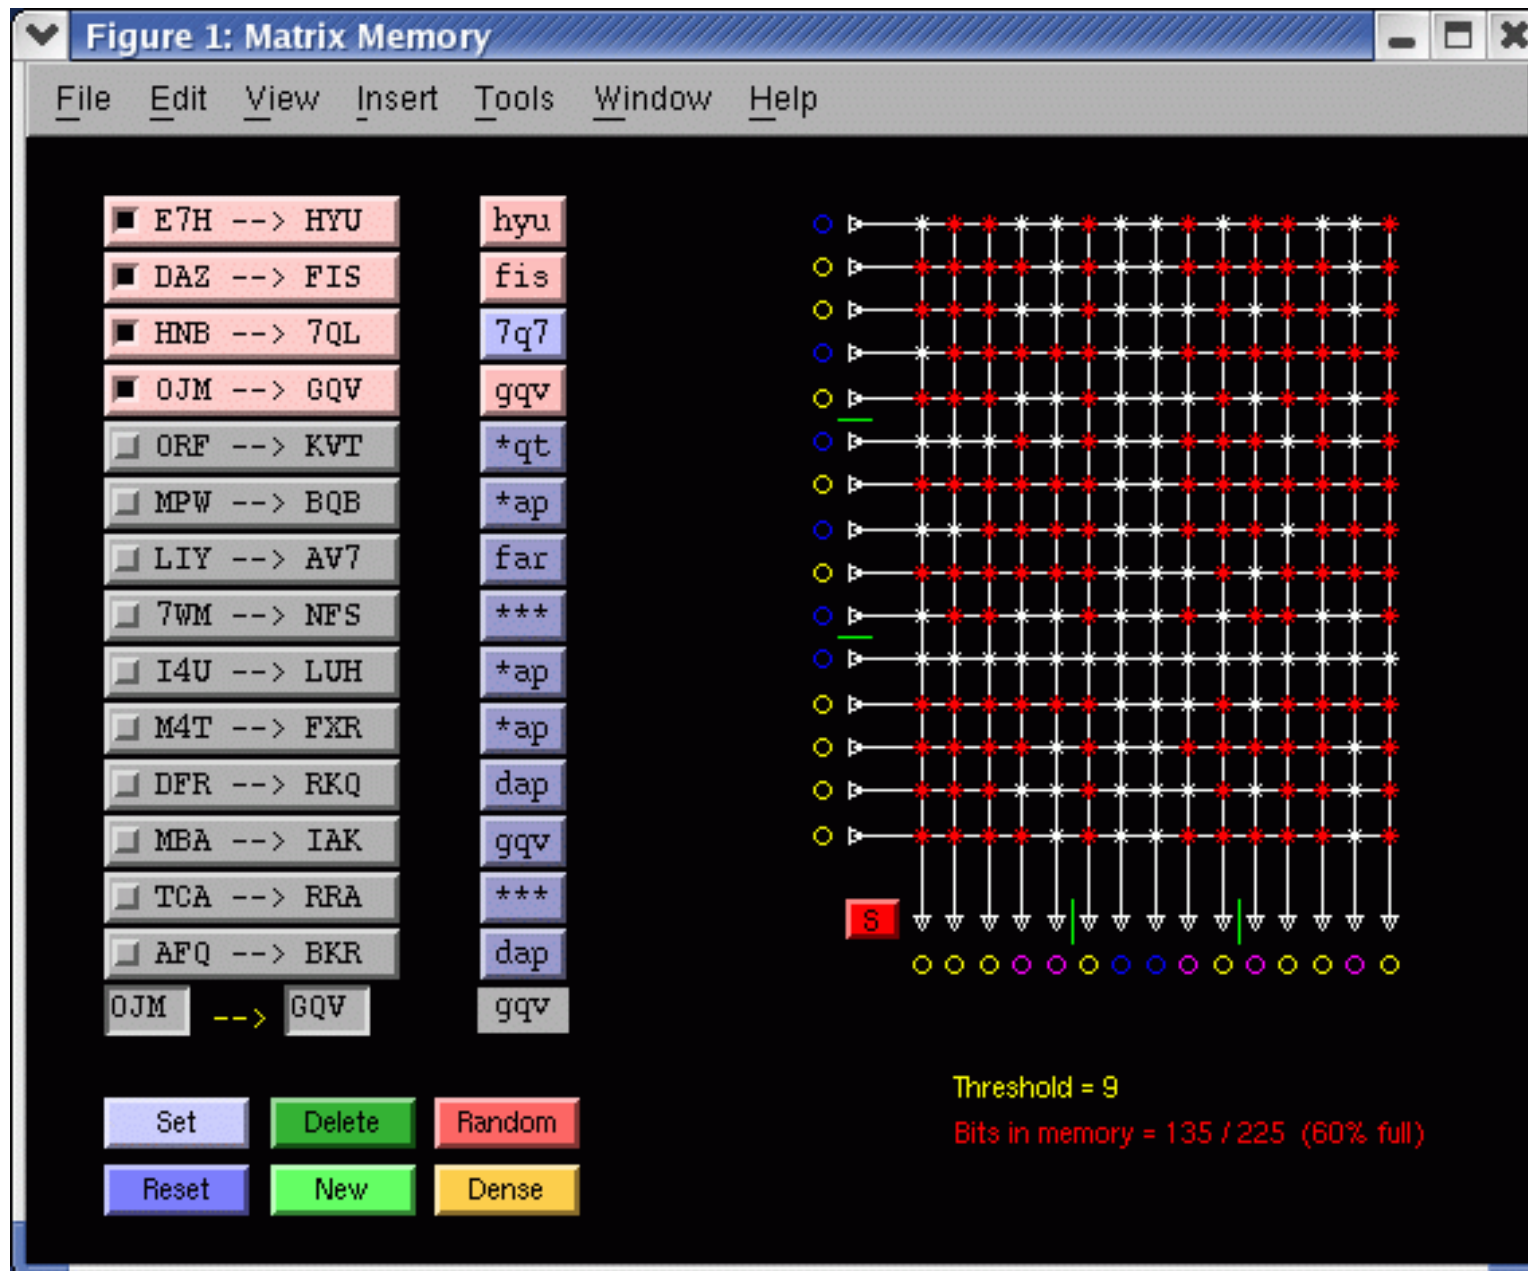 Figure 1: Matrix Memory
File Edit View Insert Tools Window Help
E7H --> HYU hyu
DAZ --> FIS fis
HNB --> 7QL 7q7
OJM --> GQV gqv
ORF --> KVT *qt
MPW --> BQB *ap
LIY --> AV7 far
7WM --> NFS ***
I4U --> LUH *ap
M4T --> FXR *ap
DFR --> RKQ dap
MBA --> IAK gqv
TCA --> RRA ***
AFQ --> BKR dap
OJM --> GQV gqv
S
Threshold = 9
Bits in memory = 135 / 225 (60% full)
Set Delete Random
Reset New Dense